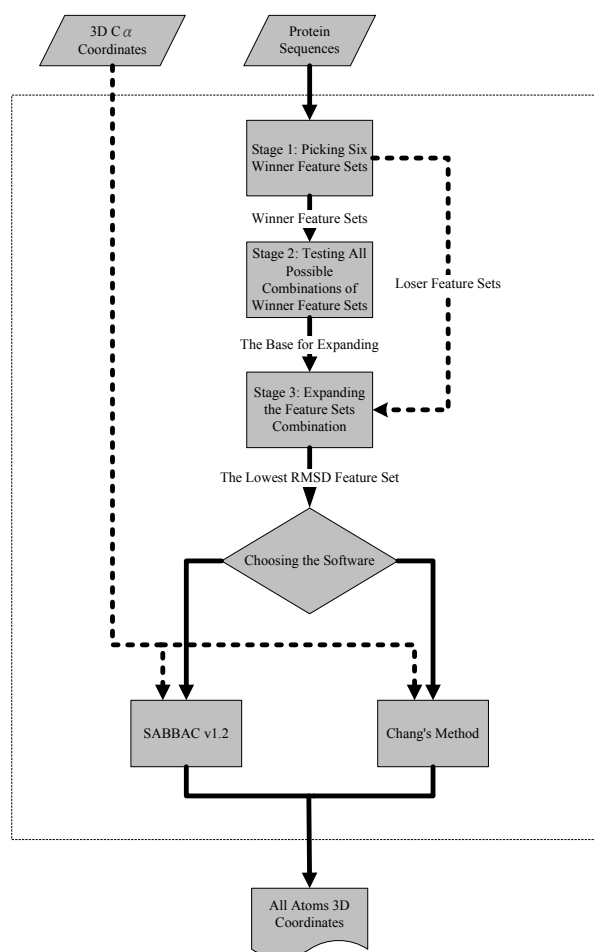 3D C α
Coordinates
Protein
Sequences
Stage 1: Picking Six
Winner Feature Sets
Winner Feature Sets
Stage 2: Testing All
Possible
Combinations of
Winner Feature Sets
Loser Feature Sets
The Base for Expanding
Stage 3: Expanding
the Feature Sets
Combination
The Lowest RMSD Feature Set
Choosing the Software
SABBAC v1.2
Chang's Method
All Atoms 3D
Coordinates